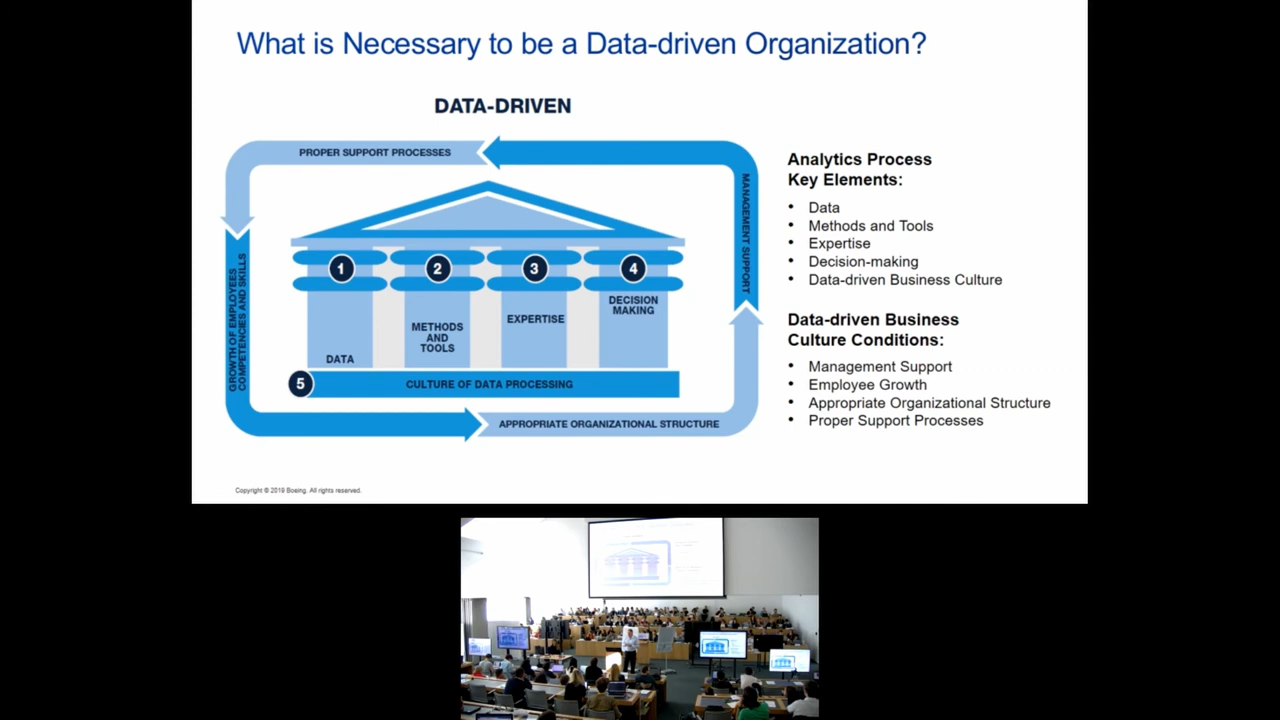 What is Necessary to be a Data-driven Organization?
DATA-DRIVEN
PROPER SUPPORT PROCESSES
MANAGEMENT SUPPORT
GROWTH OF EMPLOYEES
COMPETENCIES AND SKILLS
1
2
3
4
DATA
METHODS
AND
TOOLS
EXPERTISE
DECISION
MAKING
5
CULTURE OF DATA PROCESSING
APPROPRIATE ORGANIZATIONAL STRUCTURE
Analytics Process
Key Elements:
• Data
• Methods and Tools
• Expertise
• Decision-making
• Data-driven Business Culture
Data-driven Business
Culture Conditions:
• Management Support
• Employee Growth
• Appropriate Organizational Structure
• Proper Support Processes
Copyright © 2019 Boeing. All rights reserved.